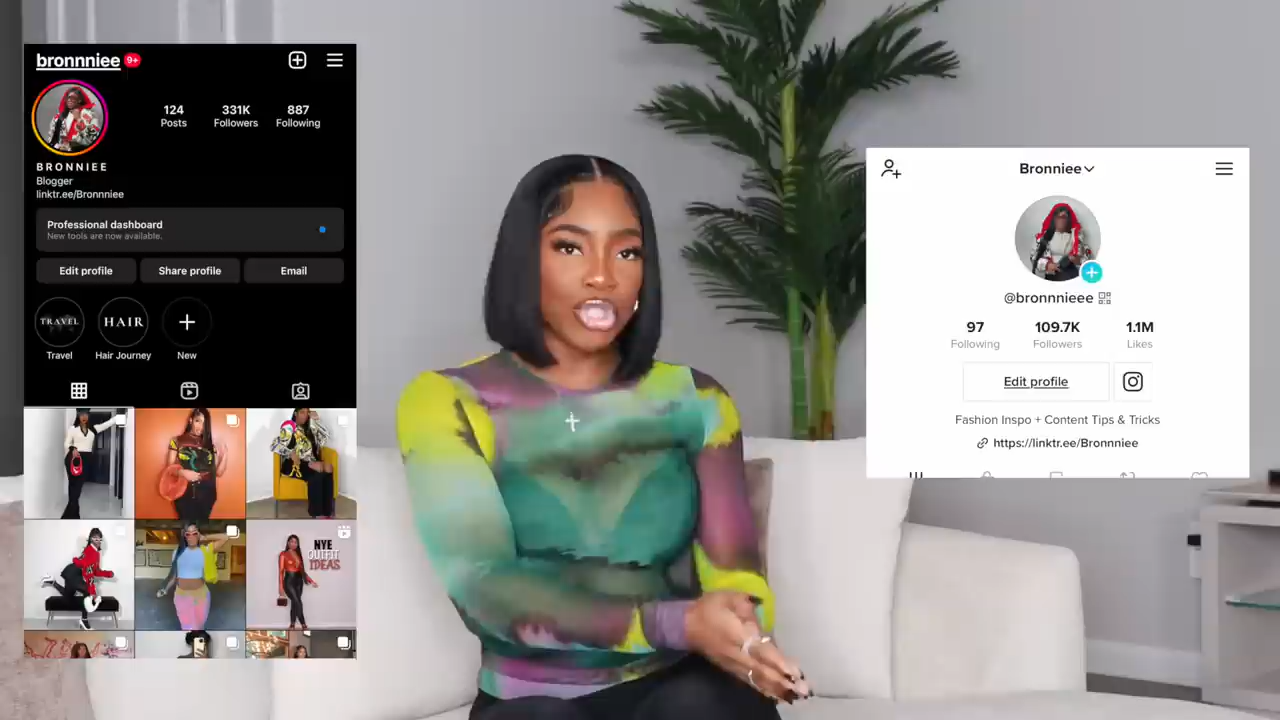 bronnniee 9+
124 331K 887
Posts Followers Following
BRONNIEE
Blogger
linktr.ee/Bronnniee
Professional dashboard
New tools are now available.
Edit profile Share profile Email
TRAVEL HAIR
Travel Hair Journey New
NYE
OUTFIT
IDEAS
Bronniee
@bronnnieee
97 109.7K 1.1M
Following Followers Likes
Edit profile
Fashion Inspo + Content Tips & Tricks
https://linktr.ee/Bronnniee